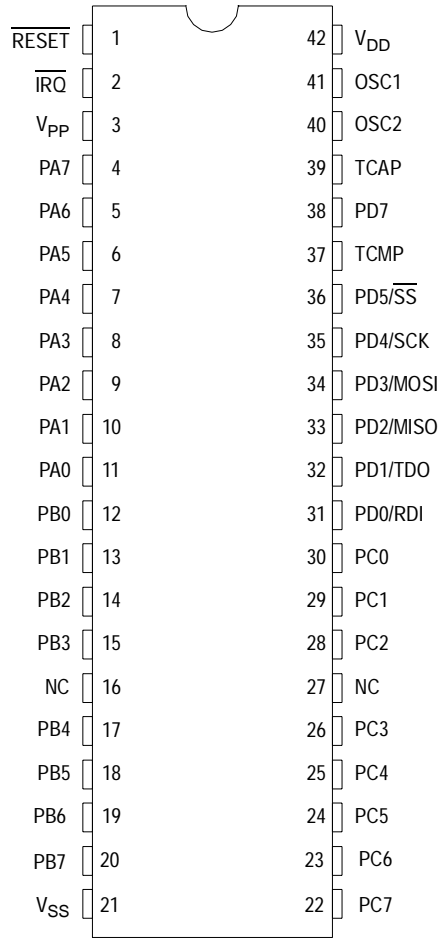 RESET 1 42 VDD
IRQ 2 41 OSC1
VPP 3 40 OSC2
PA7 4 39 TCAP
PA6 5 38 PD7
PA5 6 37 TCMP
PA4 7 36 PD5/SS
PA3 8 35 PD4/SCK
PA2 9 34 PD3/MOSI
PA1 10 33 PD2/MISO
PA0 11 32 PD1/TDO
PB0 12 31 PD0/RDI
PB1 13 30 PC0
PB2 14 29 PC1
PB3 15 28 PC2
NC 16 27 NC
PB4 17 26 PC3
PB5 18 25 PC4
PB6 19 24 PC5
PB7 20 23 PC6
VSS 21 22 PC7